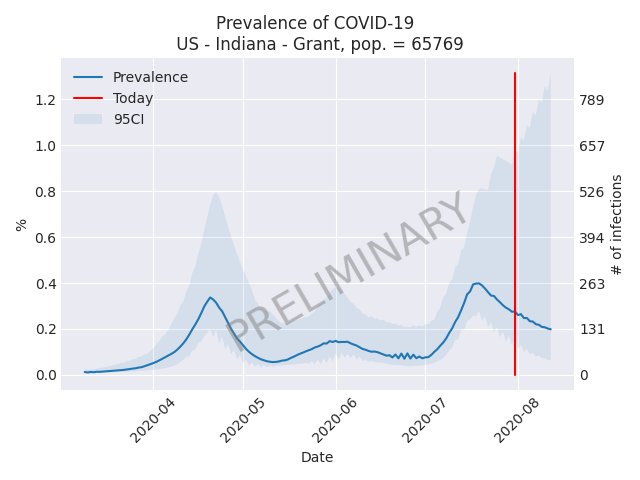 Prevalence of COVID-19
US - Indiana - Grant, pop. = 65769
Prevalence
Today
95CI
PRELIMINARY
%
1.2
1.0
0.8
0.6
0.4
0.2
0.0
789
657
526
394
263
131
0
# of infections
2020-04
2020-05
2020-06
2020-07
2020-08
Date